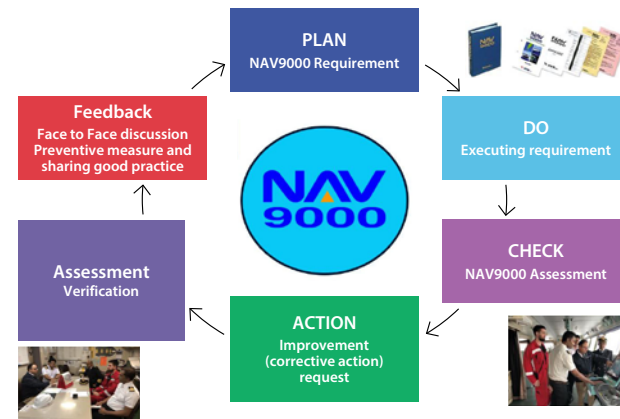 PLAN
NAV9000 Requirement
DO
Executing requirement
CHECK
NAV9000 Assessment
ACTION
Improvement
(corrective action)
request
Assessment
Verification
Feedback
Face to Face discussion
Preventive measure and
sharing good practice
NAV
9000